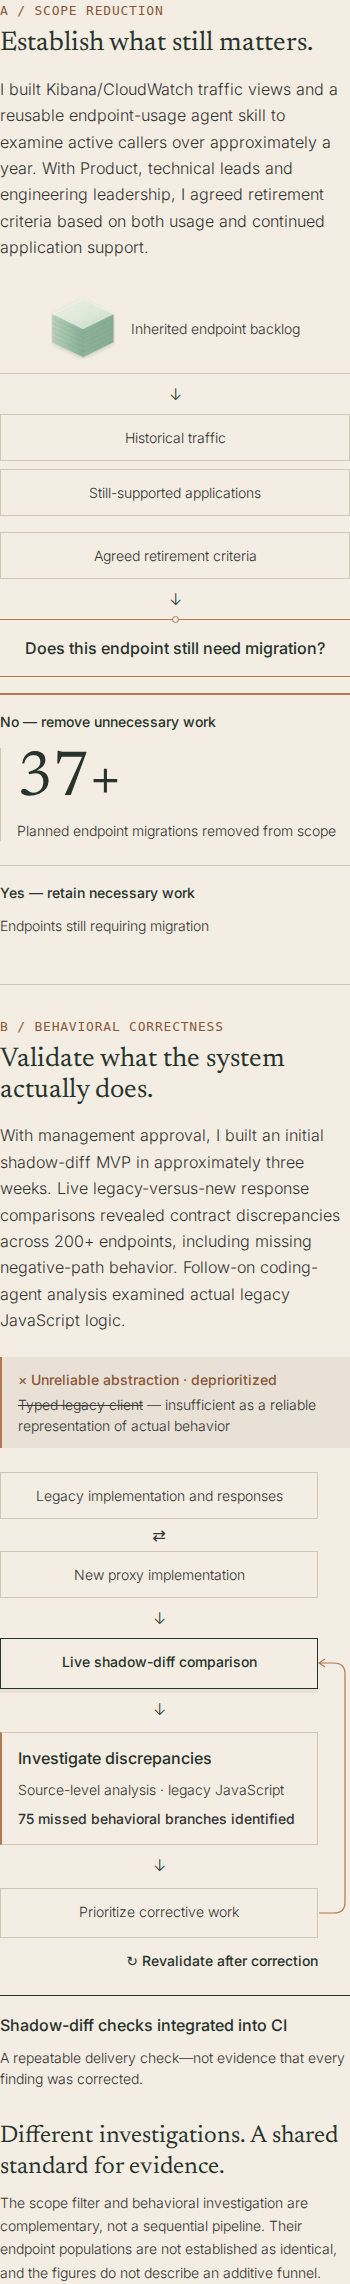 A / SCOPE REDUCTION
Establish what still matters.
I built Kibana/CloudWatch traffic views and a
reusable endpoint-usage agent skill to
examine active callers over approximately a
year. With Product, technical leads and
engineering leadership, I agreed retirement
criteria based on both usage and continued
application support.
Inherited endpoint backlog
↓
Historical traffic
Still-supported applications
Agreed retirement criteria
↓
Does this endpoint still need migration?
No — remove unnecessary work
37+
Planned endpoint migrations removed from scope
Yes — retain necessary work
Endpoints still requiring migration
B / BEHAVIORAL CORRECTNESS
Validate what the system
actually does.
With management approval, I built an initial
shadow-diff MVP in approximately three
weeks. Live legacy-versus-new response
comparisons revealed contract discrepancies
across 200+ endpoints, including missing
negative-path behavior. Follow-on coding-
agent analysis examined actual legacy
JavaScript logic.
× Unreliable abstraction · deprioritized
Typed legacy client — insufficient as a reliable
representation of actual behavior
Legacy implementation and responses
⇄
New proxy implementation
↓
Live shadow-diff comparison
↓
Investigate discrepancies
Source-level analysis · legacy JavaScript
75 missed behavioral branches identified
↓
Prioritize corrective work
↻ Revalidate after correction
Shadow-diff checks integrated into CI
A repeatable delivery check—not evidence that every
finding was corrected.
Different investigations. A shared
standard for evidence.
The scope filter and behavioral investigation are
complementary, not a sequential pipeline. Their
endpoint populations are not established as identical,
and the figures do not describe an additive funnel.